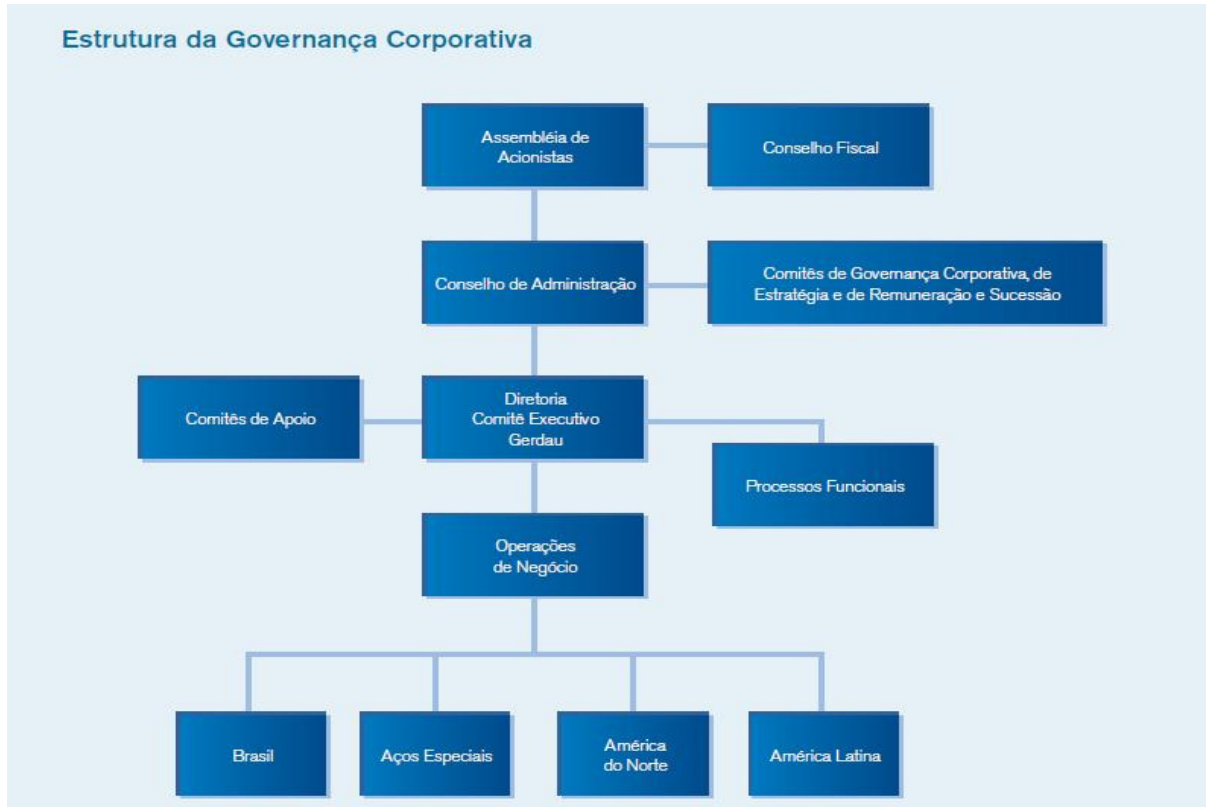 Estrutura da Governança Corporativa
Assembléia de
Acionistas
Conselho Fiscal
Conselho de Administração
Comitês de Governança Corporativa, de
Estratégia e de Remuneração e Sucessão
Comitês de Apoio
Diretoria
Comitê Executivo
Gerdau
Processos Funcionais
Operações
de Negócio
Brasil
Aços Especiais
América
do Norte
América Latina